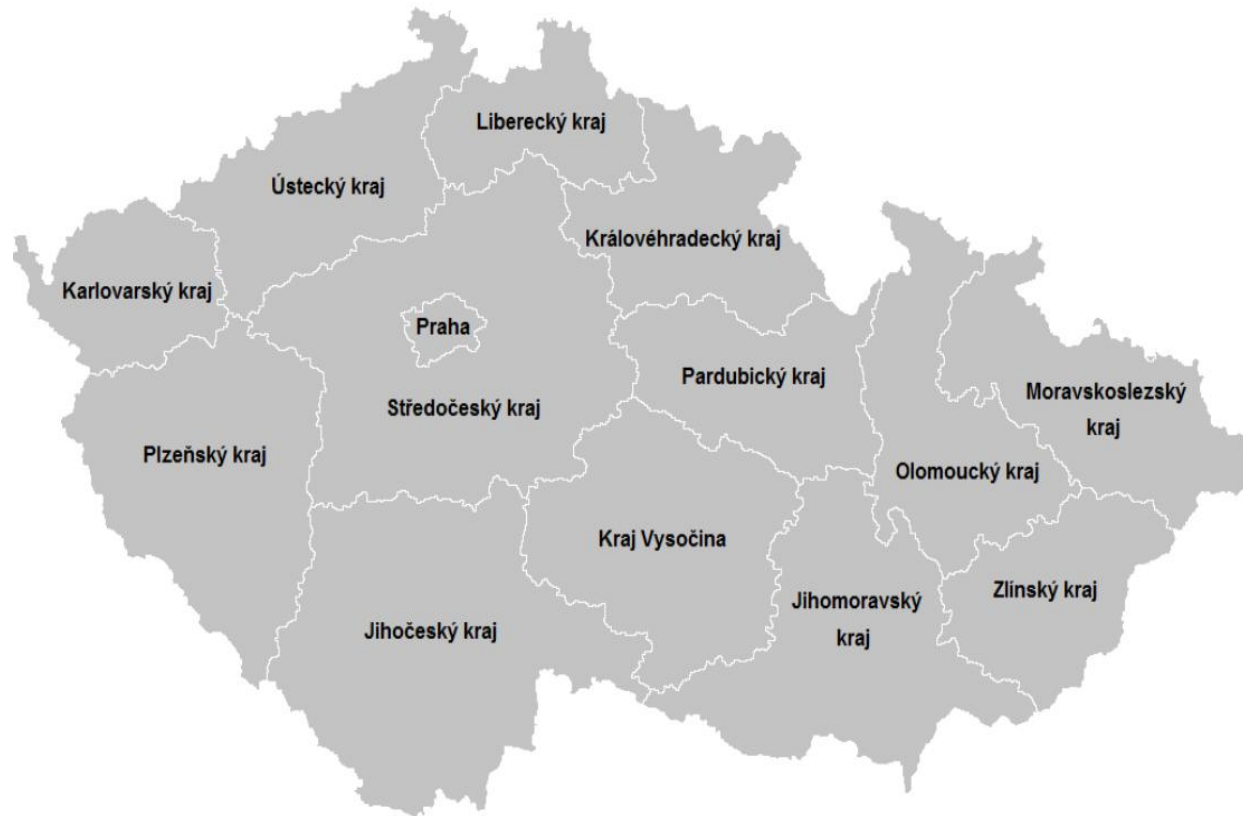 Liberecký kraj
Ústecký kraj
Královéhradecký kraj
Karlovarský kraj
Praha
Pardubický kraj
Středočeský kraj
Moravskoslezský
kraj
Plzeňský kraj
Olomoucký kraj
Kraj Vysočina
Zlínský kraj
Jihomoravský
kraj
Jihočeský kraj